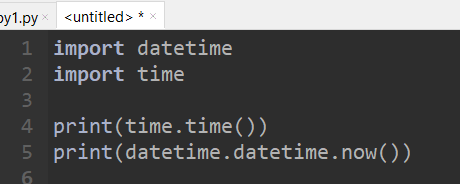 py1.py × <untitled> * ×
1 import datetime
2 import time
3
4 print(time.time())
5 print(datetime.datetime.now())
6